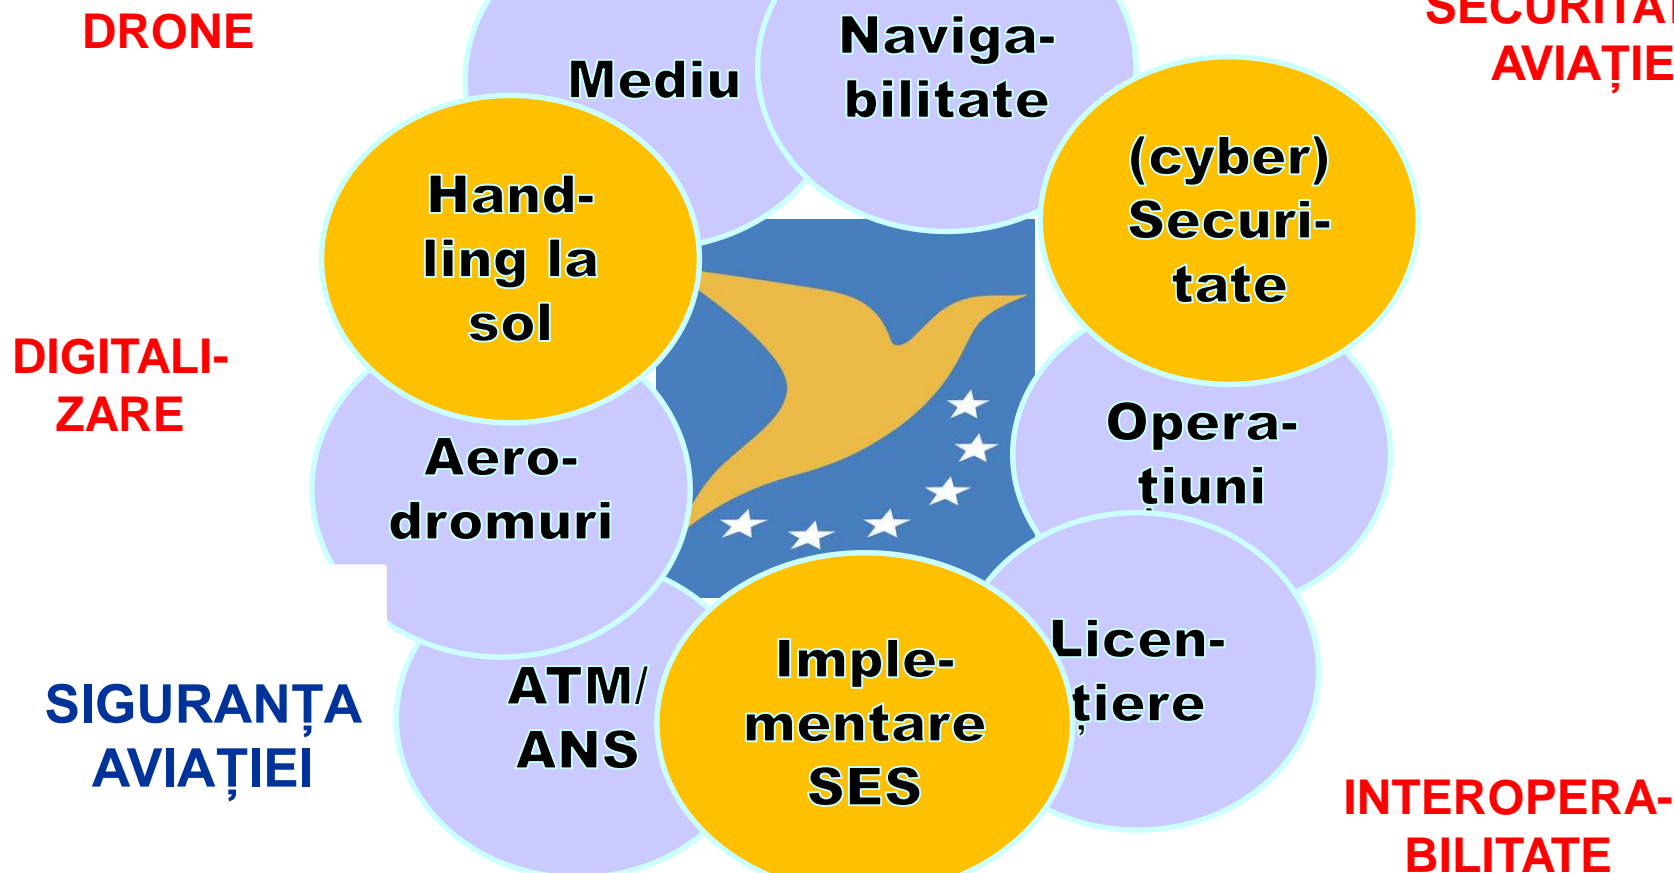 DRONE
Mediu
Naviga-
bilitate
AVIAȚIE
Hand-
ling la
sol
(cyber)
Securi-
tate
DIGITALI-
ZARE
Aero-
dromuri
Opera-
țiuni
SIGURANȚA
AVIAȚIEI
ATM/
ANS
Imple-
mentare
SES
Licen-
țiere
INTEROPERA-
BILITATE